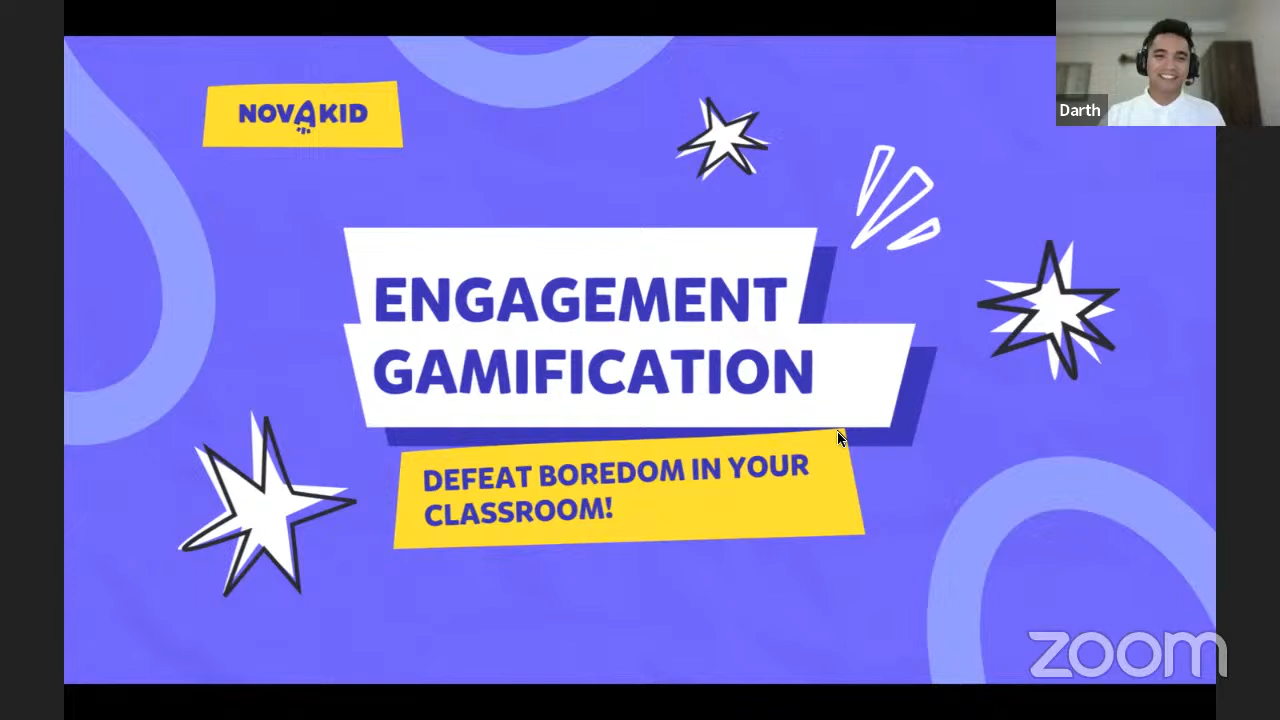 NOVAKID
Darth
ENGAGEMENT
GAMIFICATION
DEFEAT BOREDOM IN YOUR
CLASSROOM!
zoom